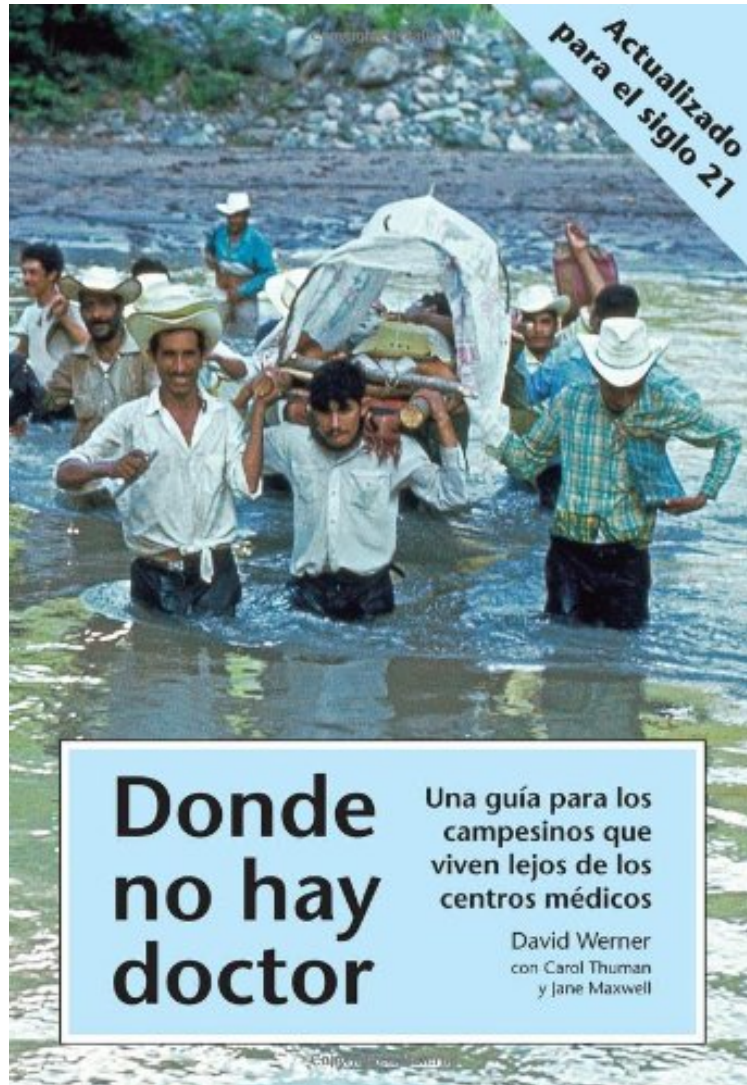 Actualizado
para el siglo 21
Donde
no hay
doctor
Una guía para los
campesinos que
viven lejos de los
centros médicos
David Werner
con Carol Thuman
y Jane Maxwell